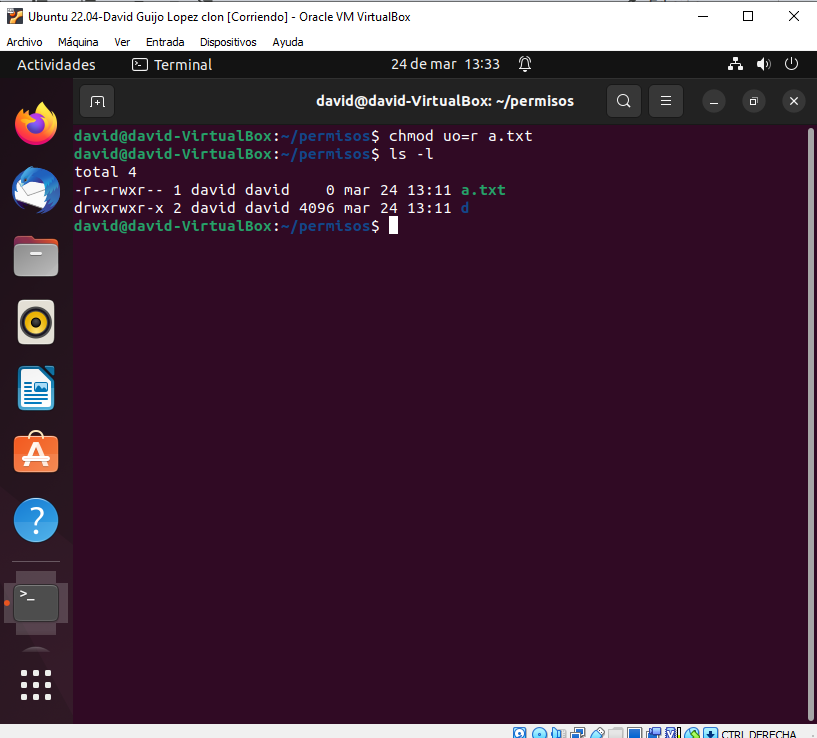 Ubuntu 22.04-David Guijo Lopez clon [Corriendo] - Oracle VM VirtualBox
Archivo Máquina Ver Entrada Dispositivos Ayuda
Actividades Terminal 24 de mar 13:33
david@david-VirtualBox: ~/permisos
david@david-VirtualBox:~/permisos$ chmod uo=r a.txt
david@david-VirtualBox:~/permisos$ ls -l
total 4
-r--rwxr-- 1 david david    0 mar 24 13:11 a.txt
drwxrwxr-x 2 david david 4096 mar 24 13:11 d
david@david-VirtualBox:~/permisos$
CTRL DERECHA